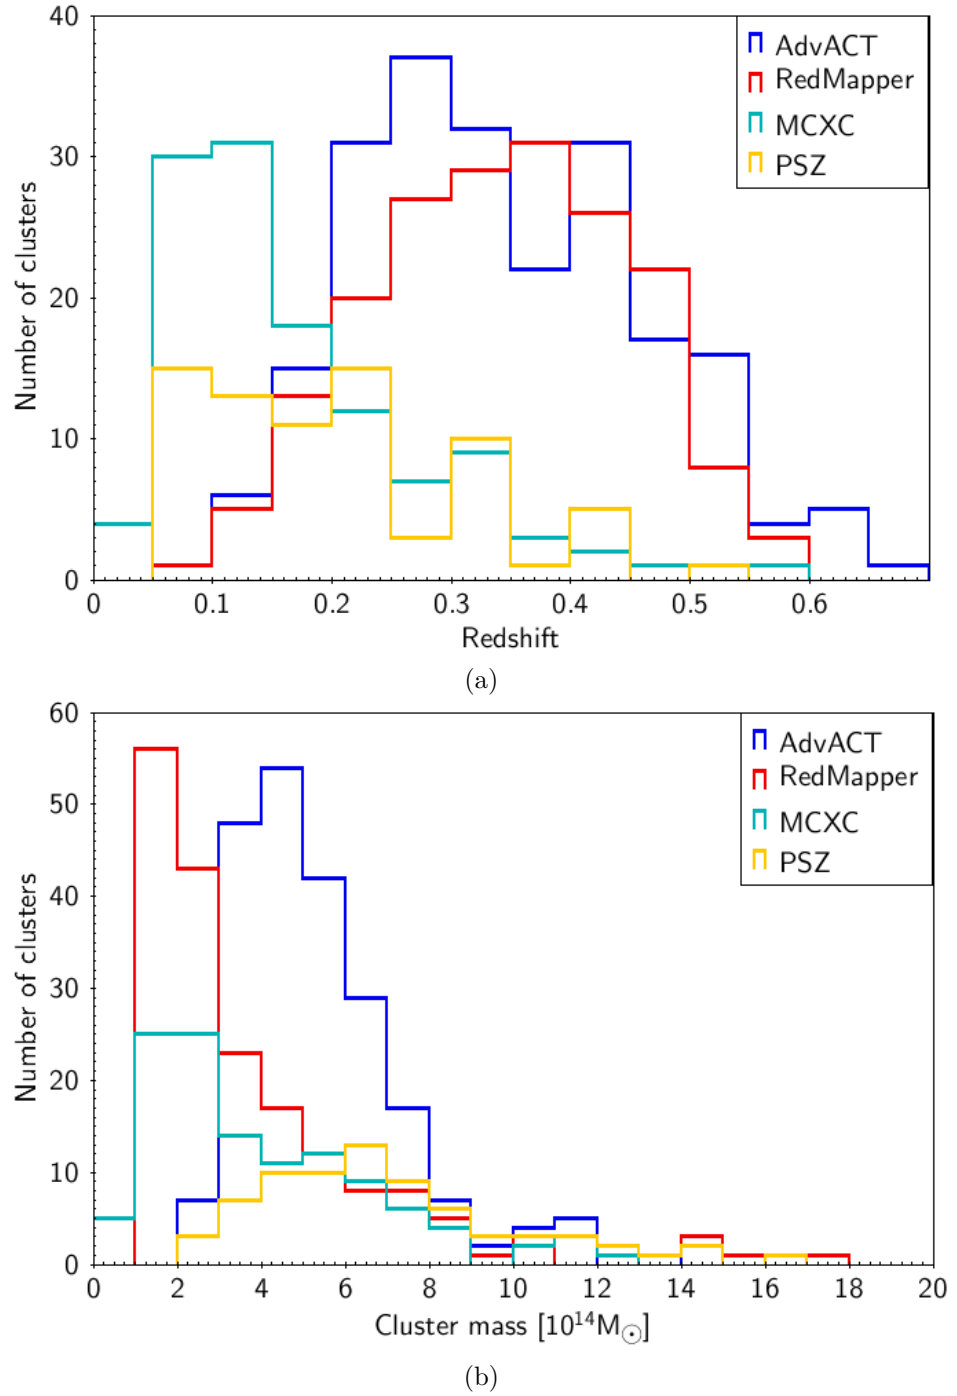 40
30
20
10
0
Number of clusters
AdvACT
RedMapper
MCXC
PSZ
0 0.1 0.2 0.3 0.4 0.5 0.6
Redshift
(a)
60
50
40
30
20
10
0
Number of clusters
AdvACT
RedMapper
MCXC
PSZ
0 2 4 6 8 10 12 14 16 18 20
Cluster mass [10¹⁴M☉]
(b)